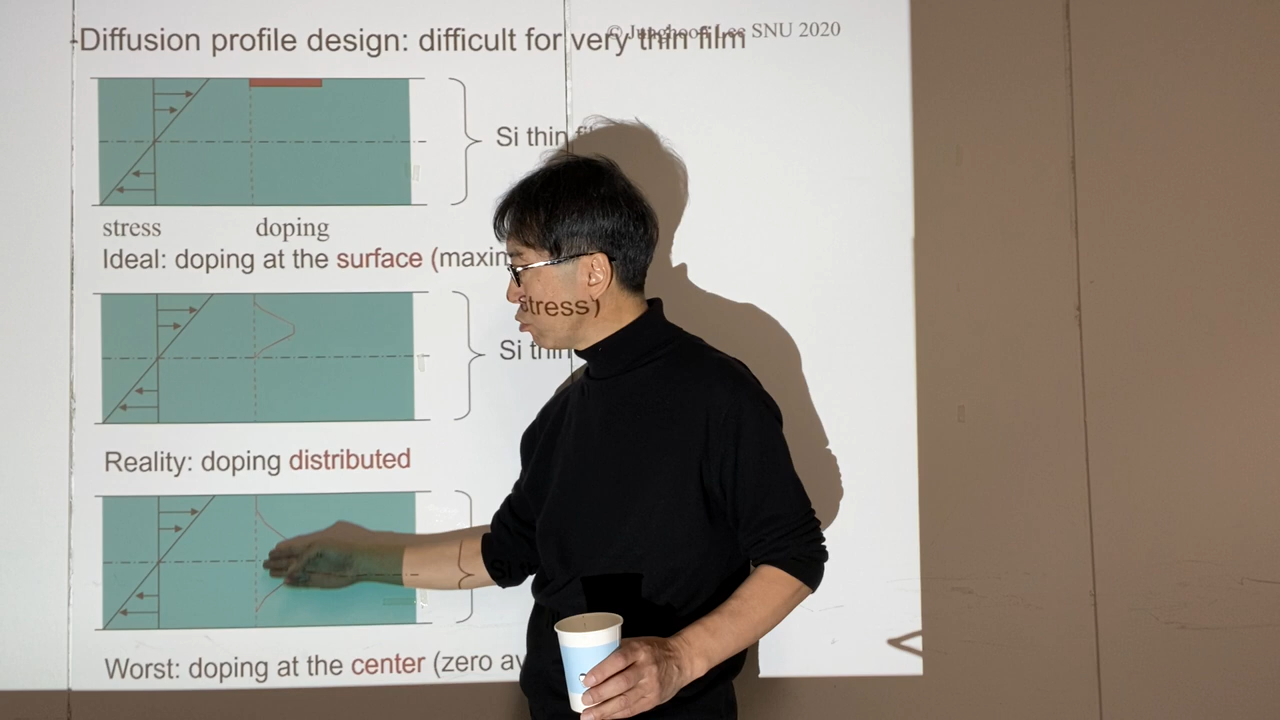 -Diffusion profile design: difficult for very thin film
© Junghoon Lee SNU 2020
Si thin
stress doping
Ideal: doping at the surface (maxim
stress)
Si thin
Reality: doping distributed
Worst: doping at the center (zero av